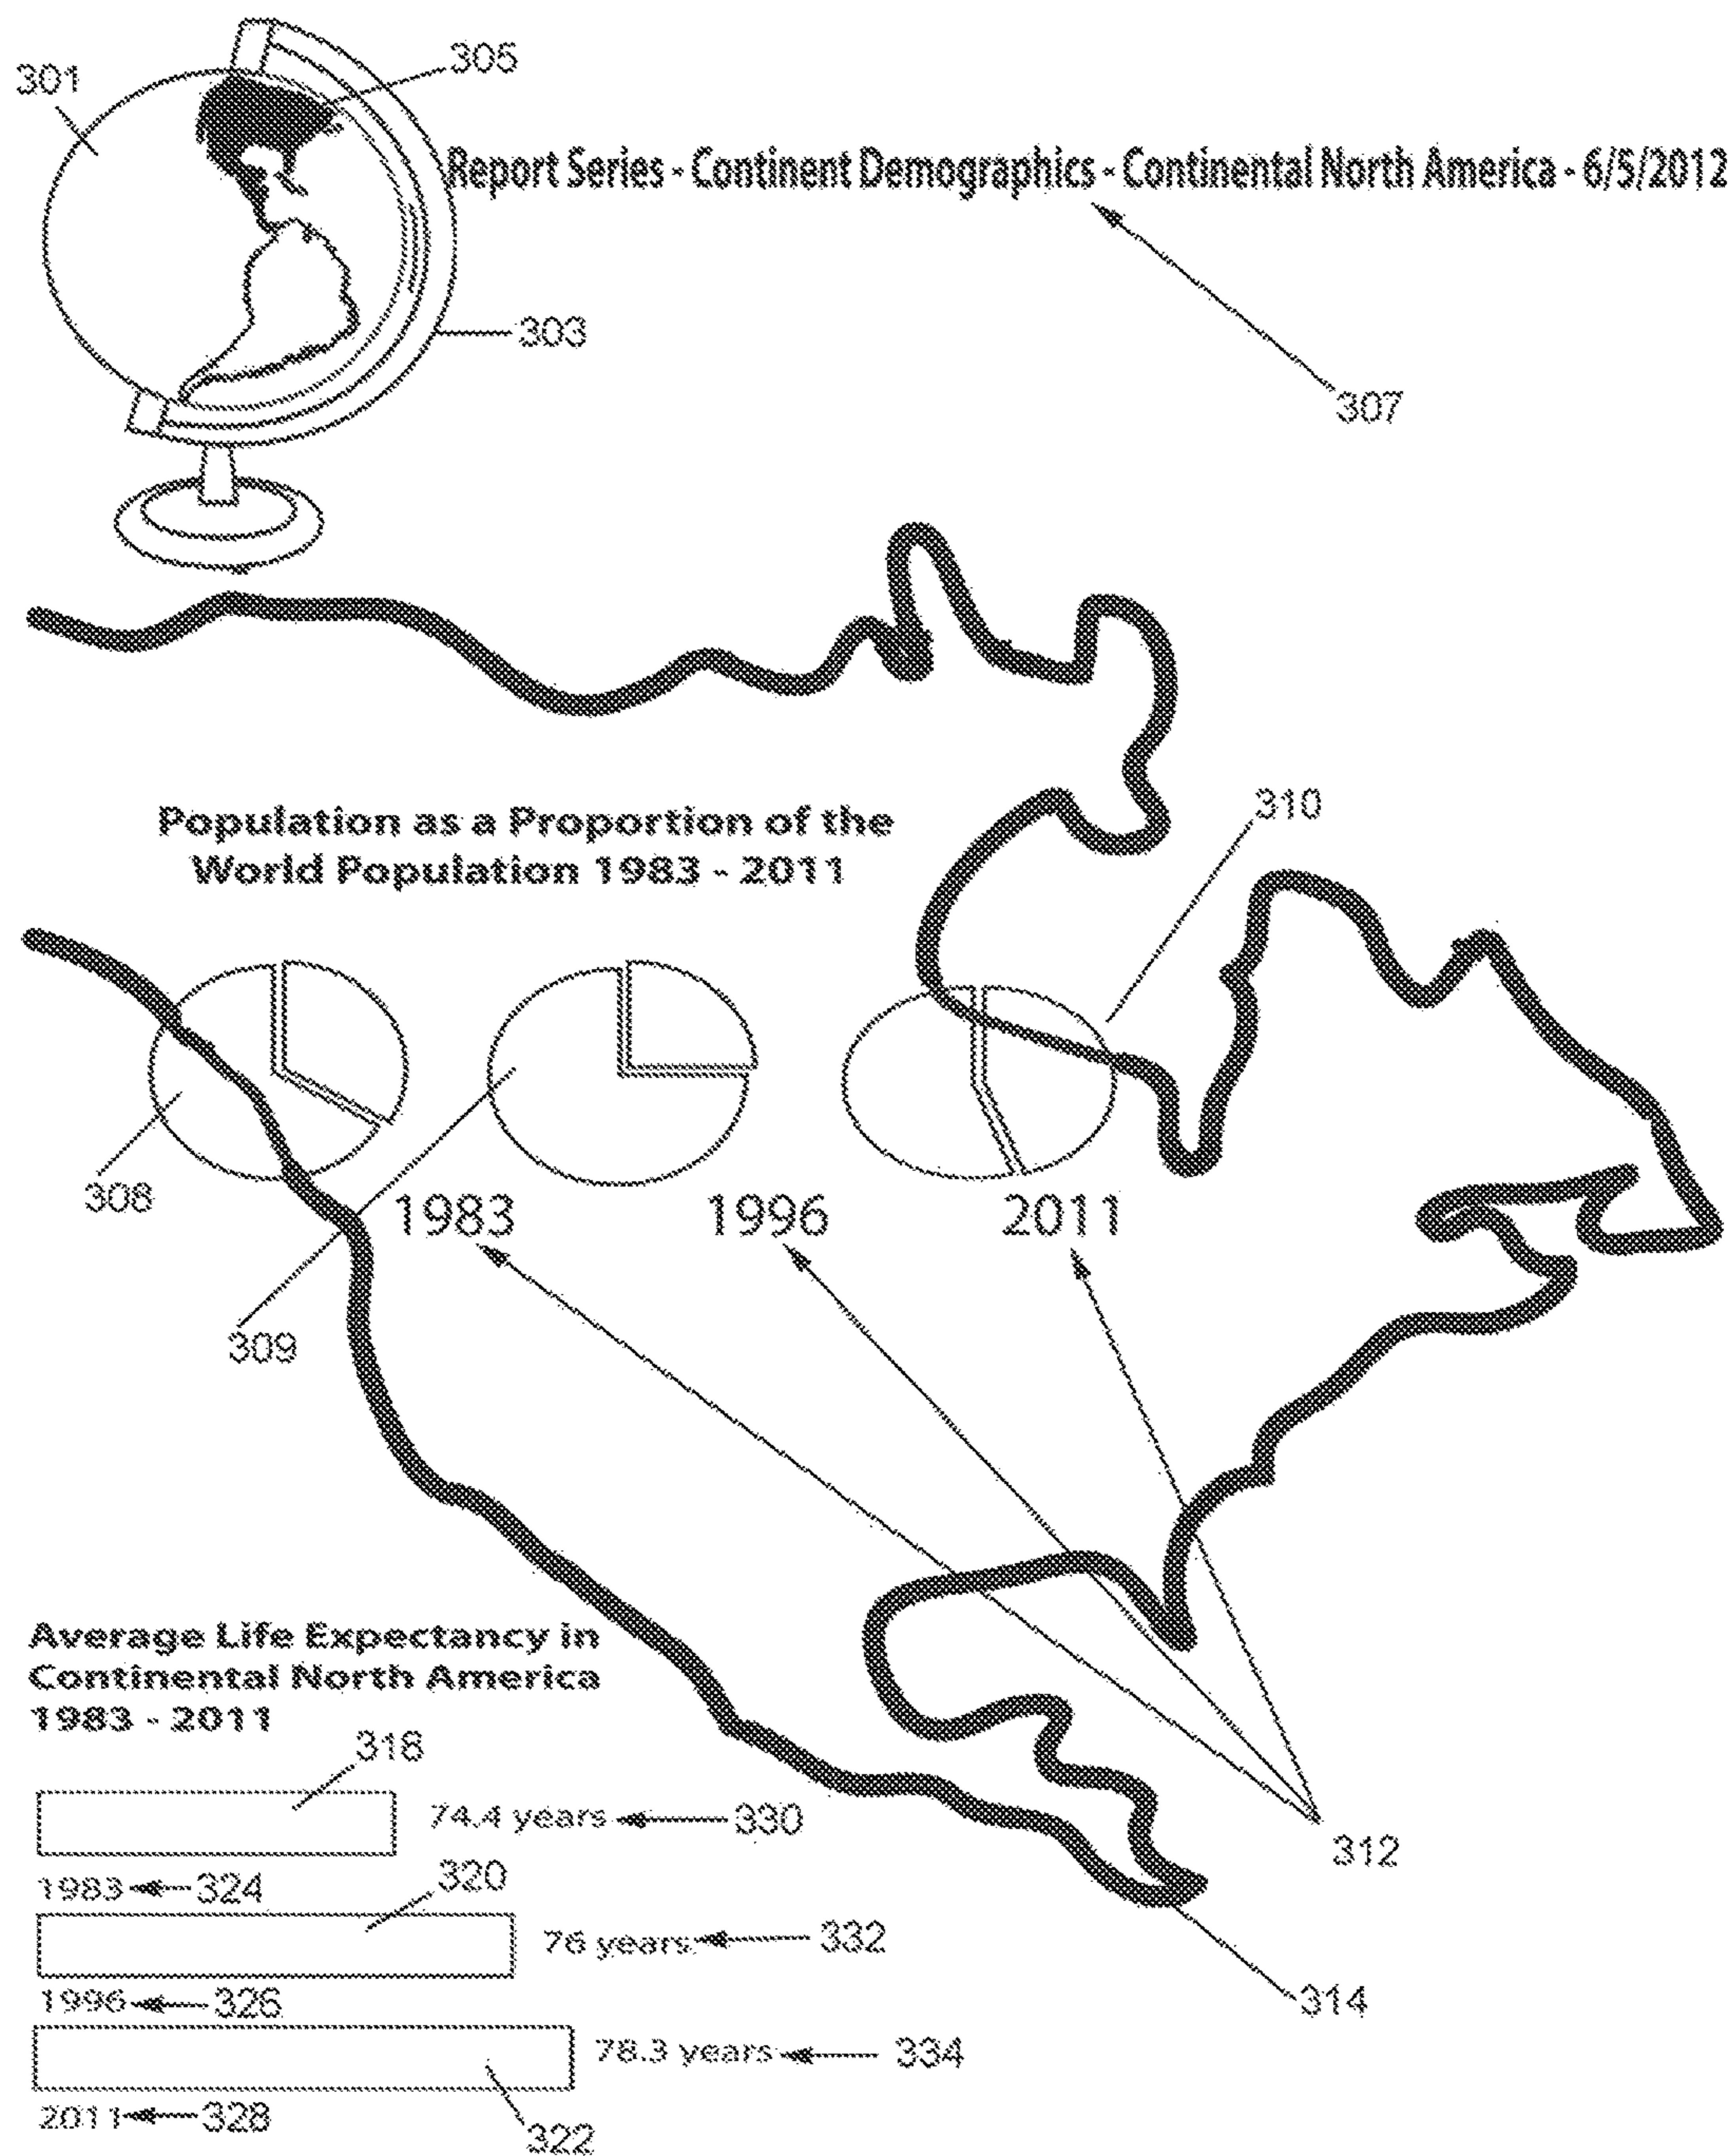 305
301
Report Series - Continent Demographics - Continental North America - 6/5/2012
303
307
Population as a Proportion of the
World Population 1983 - 2011
310
308
1983
1996
2011
309
Average Life Expectancy in
Continental North America
1983 - 2011
318
74.4 years
330
312
1983
324
320
76 years
332
1996
326
314
78.3 years
334
2011
328
322